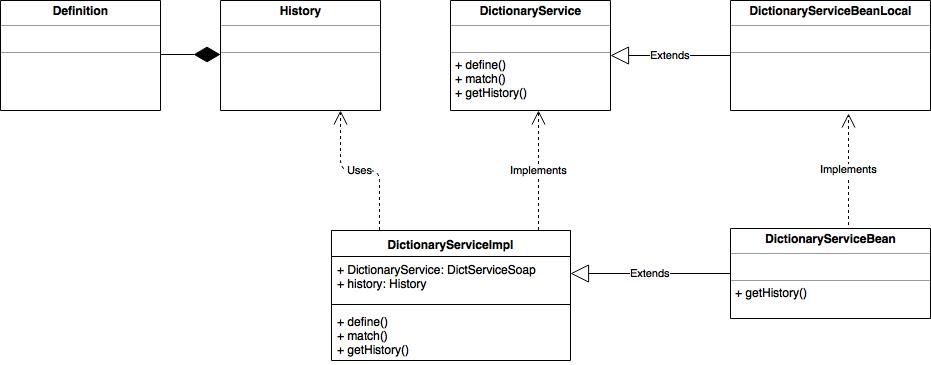 Definition
History
DictionaryService
+ define()
+ match()
+ getHistory()
Extends
DictionaryServiceBeanLocal
Uses
Implements
Implements
DictionaryServiceImpl
+ DictionaryService: DictServiceSoap
+ history: History
+ define()
+ match()
+ getHistory()
Extends
DictionaryServiceBean
+ getHistory()